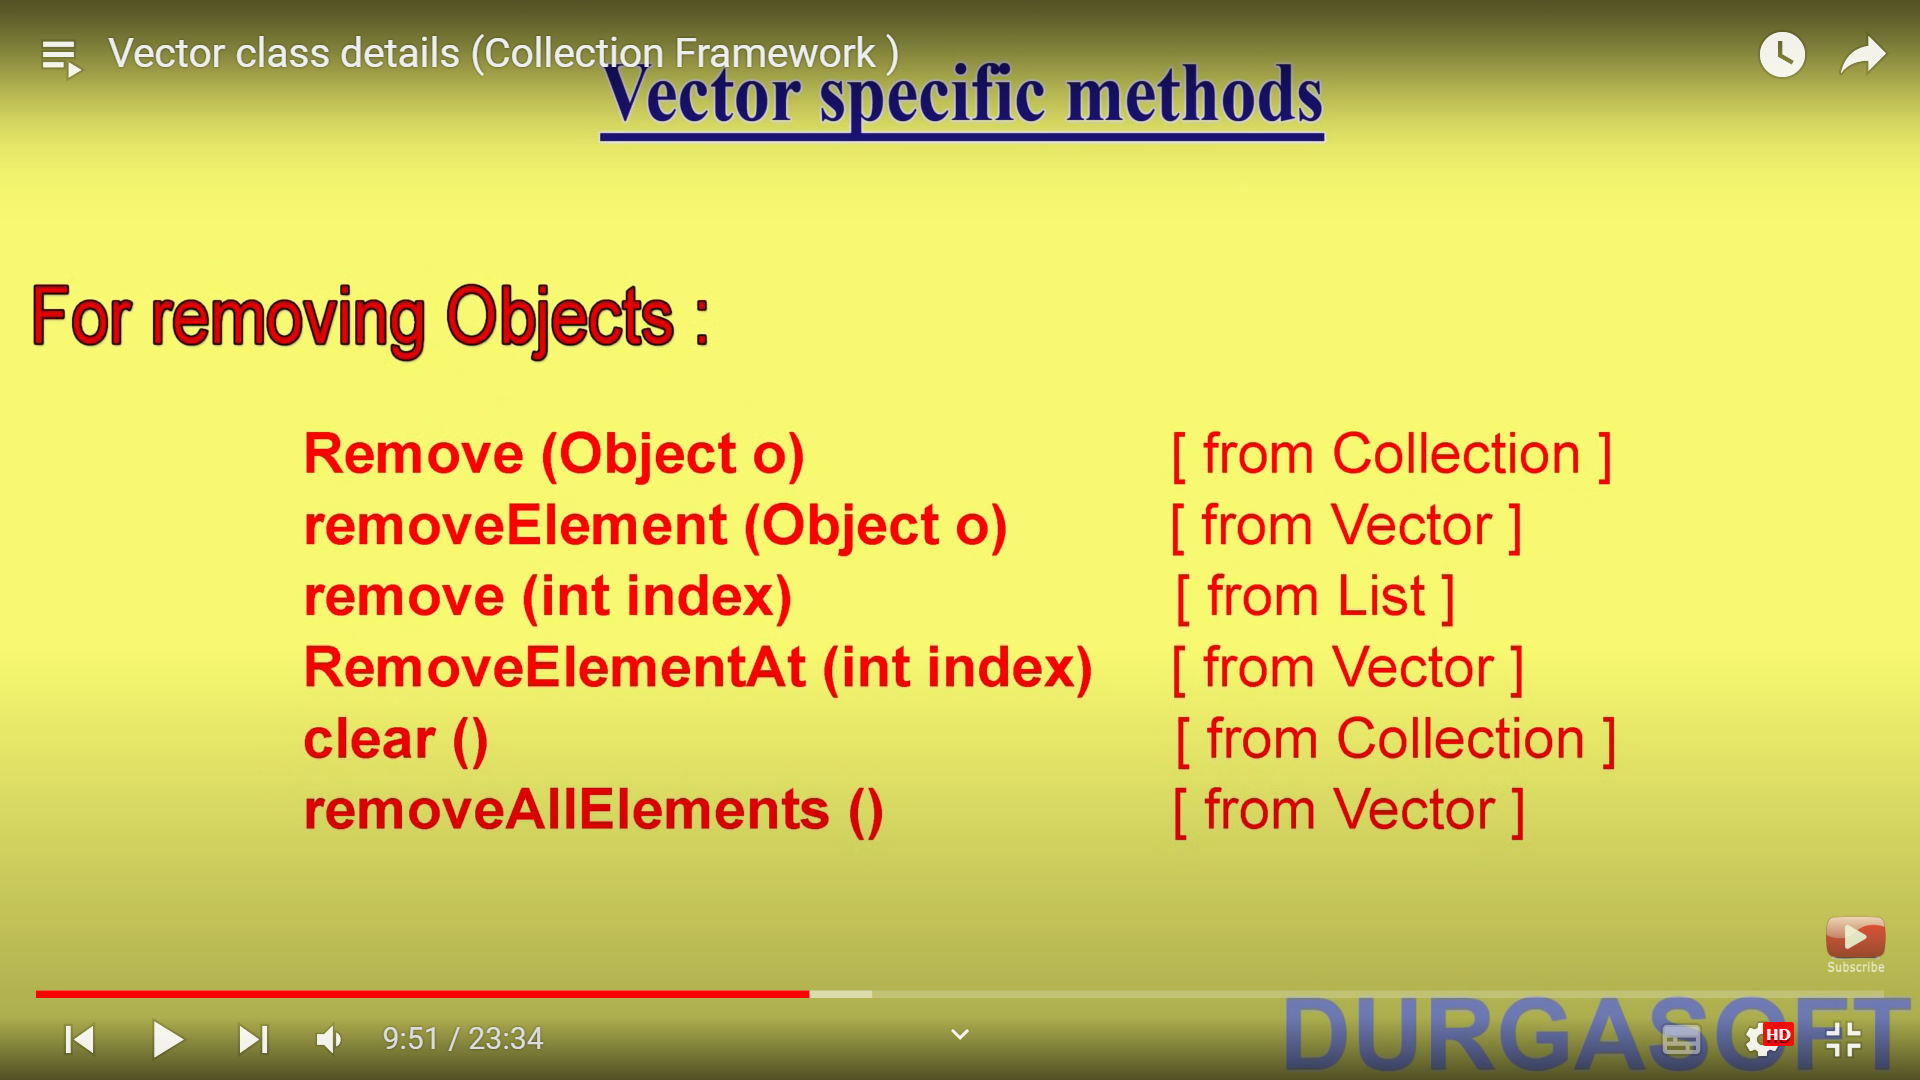 Vector class details (Collection Framework )
Vector specific methods
For removing Objects :
Remove (Object o) [ from Collection ]
removeElement (Object o) [ from Vector ]
remove (int index) [ from List ]
RemoveElementAt (int index) [ from Vector ]
clear () [ from Collection ]
removeAllElements () [ from Vector ]
Subscribe
9:51 / 23:34
HD
DURGASOFT